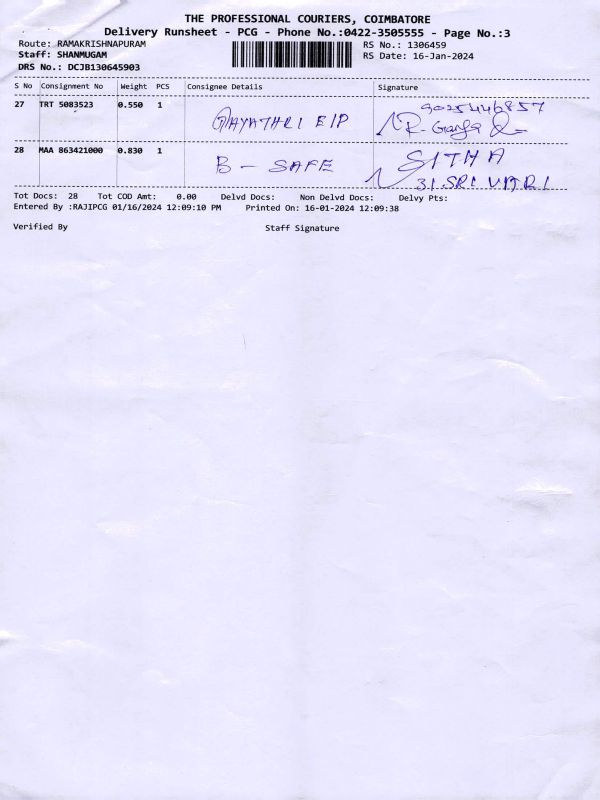 THE PROFESSIONAL COURIERS, COIMBATORE
Delivery Runsheet - PCG - Phone No.:0422-3505555 - Page No.:3
Route: RAMAKRISHNAPURAM RS No.: 1306459
Staff: SHANMUGAM RS Date: 16-Jan-2024
DRS No.: DCJB130645903
S No Consignment No Weight PCS Consignee Details Signature
27 TRT 5083523 0.550 1 GAYATHRI E/P 9025446857
R.
28 MAA 863421000 0.830 1 B - SAFE SITHA
31.SRI VARI
Tot Docs: 28 Tot COD Amt: 0.00 Delvd Docs: Non Delvd Docs: Delvy Pts:
Entered By :RAJIPCG 01/16/2024 12:09:10 PM Printed On: 16-01-2024 12:09:38
Verified By Staff Signature